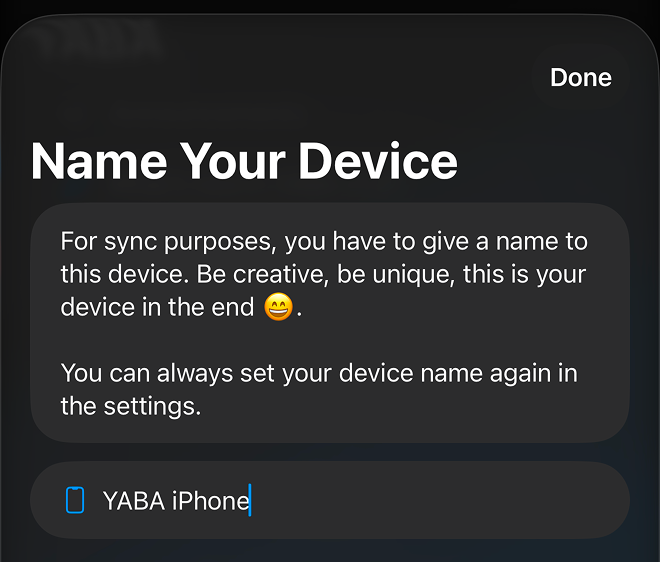 Done
Name Your Device
For sync purposes, you have to give a name to
this device. Be creative, be unique, this is your
device in the end 😄.
You can always set your device name again in
the settings.
YABA iPhone